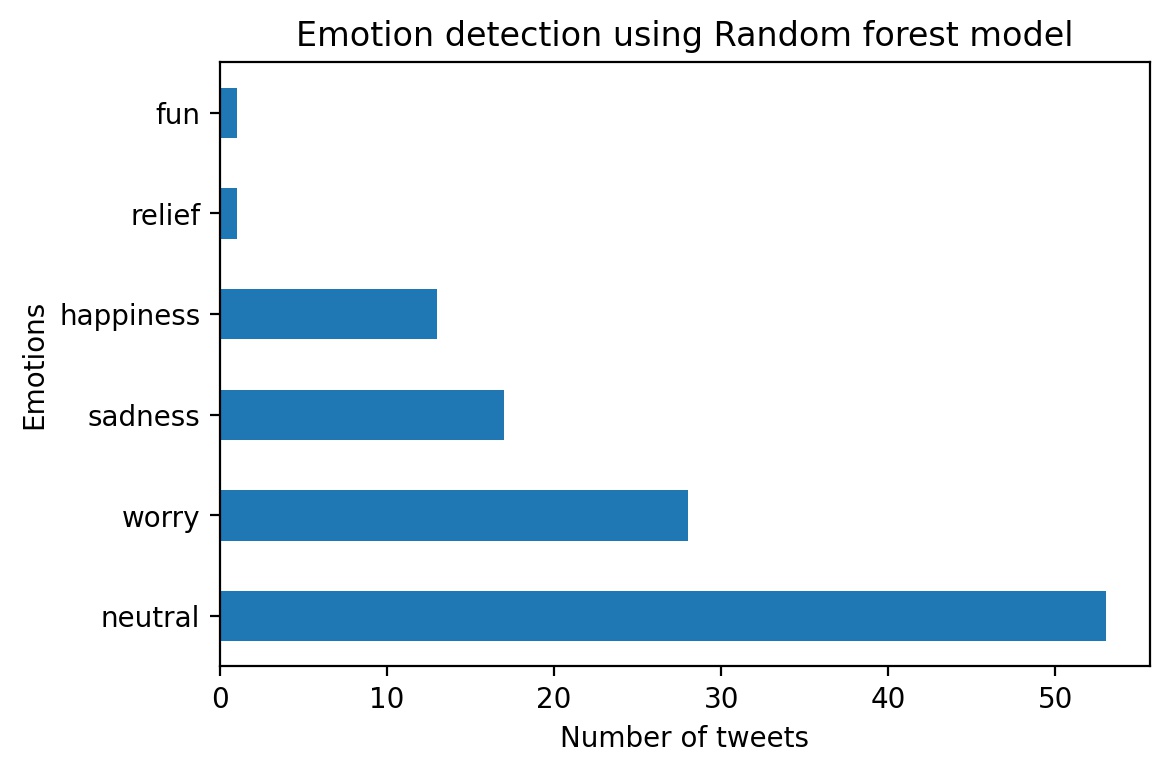 Emotion detection using Random forest model
fun
relief
happiness
sadness
worry
neutral
Emotions
0 10 20 30 40 50
Number of tweets